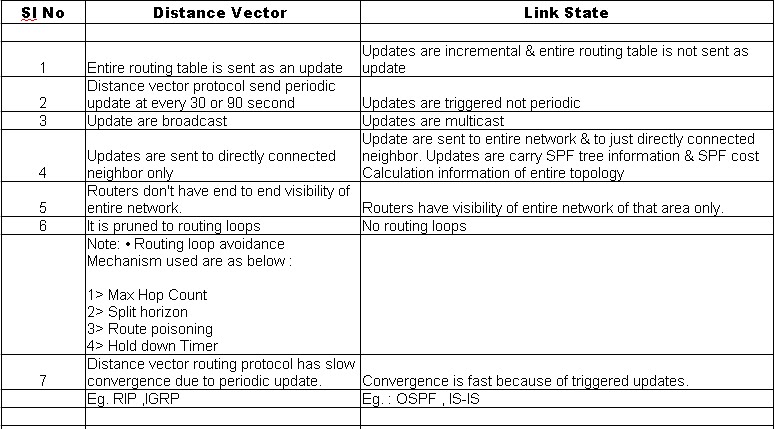 Sl No Distance Vector Link State
Updates are incremental & entire routing table is not sent as
1 Entire routing table is sent as an update update
Distance vector protocol send periodic
2 update at every 30 or 90 second Updates are triggered not periodic
3 Update are broadcast Updates are multicast
Update are sent to entire network & to just directly connected
Updates are sent to directly connected neighbor. Updates are carry SPF tree information & SPF cost
4 neighbor only Calculation information of entire topology
Routers don't have end to end visibility of
5 entire network. Routers have visibility of entire network of that area only.
6 It is pruned to routing loops No routing loops
Note: • Routing loop avoidance
Mechanism used are as below :
1> Max Hop Count
2> Split horizon
3> Route poisoning
4> Hold down Timer
Distance vector routing protocol has slow
7 convergence due to periodic update. Convergence is fast because of triggered updates.
Eg. RIP ,IGRP Eg. : OSPF , IS-IS